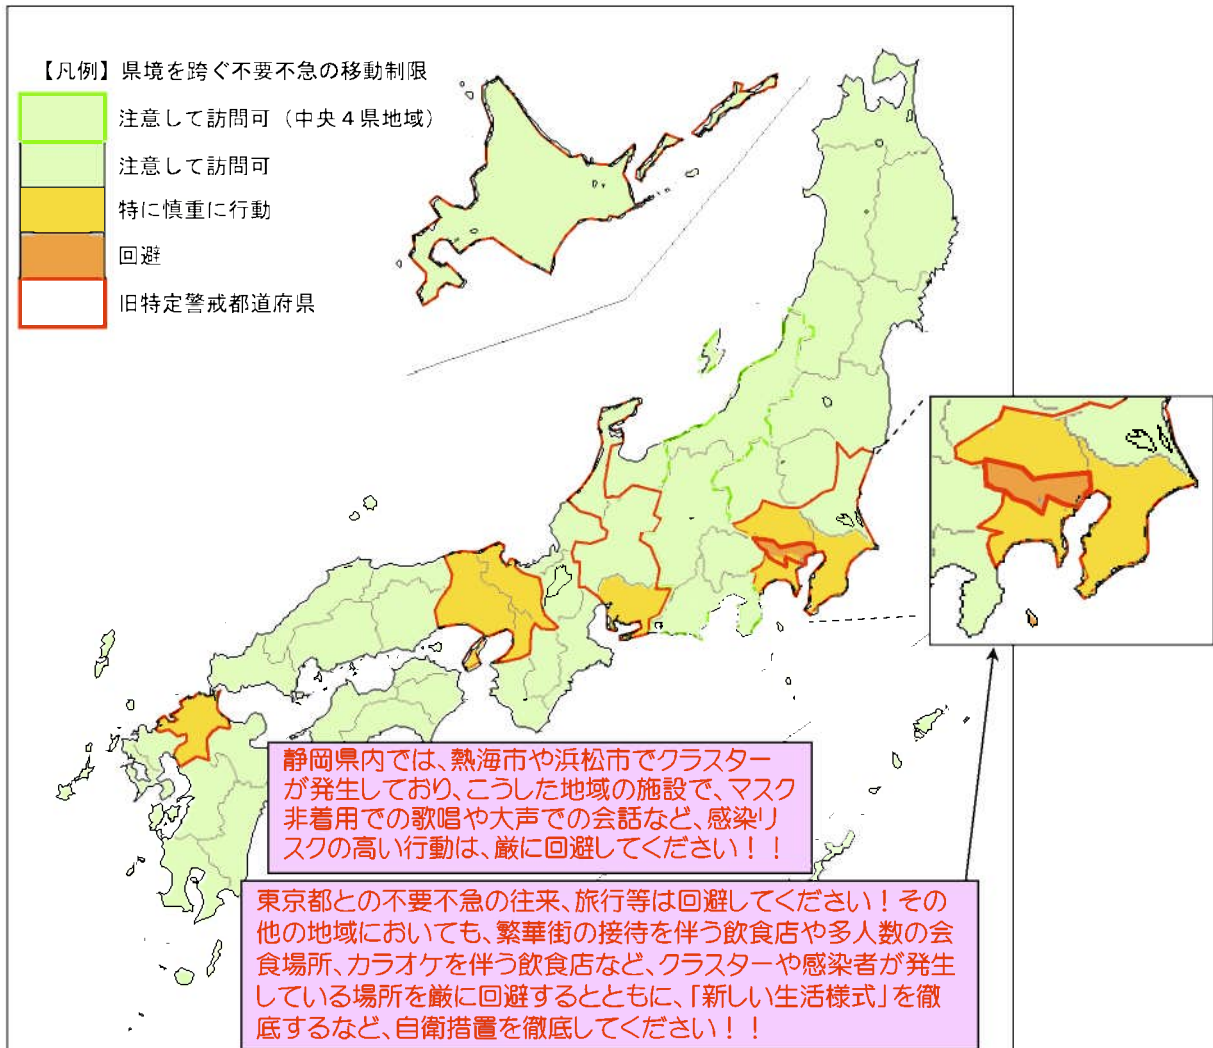 【凡例】県境を跨ぐ不要不急の移動制限
注意して訪問可（中央４県地域）
注意して訪問可
特に慎重に行動
回避
旧特定警戒都道府県
静岡県内では、熱海市や浜松市でクラスター
が発生しており、こうした地域の施設で、マスク
非着用での歌唱や大声での会話など、感染リ
スクの高い行動は、厳に回避してください！！
東京都との不要不急の往来、旅行等は回避してください！その
他の地域においても、繁華街の接待を伴う飲食店や多人数の会
食場所、カラオケを伴う飲食店など、クラスターや感染者が発生
している場所を厳に回避するとともに、「新しい生活様式」を徹
底するなど、自衛措置を徹底してください！！